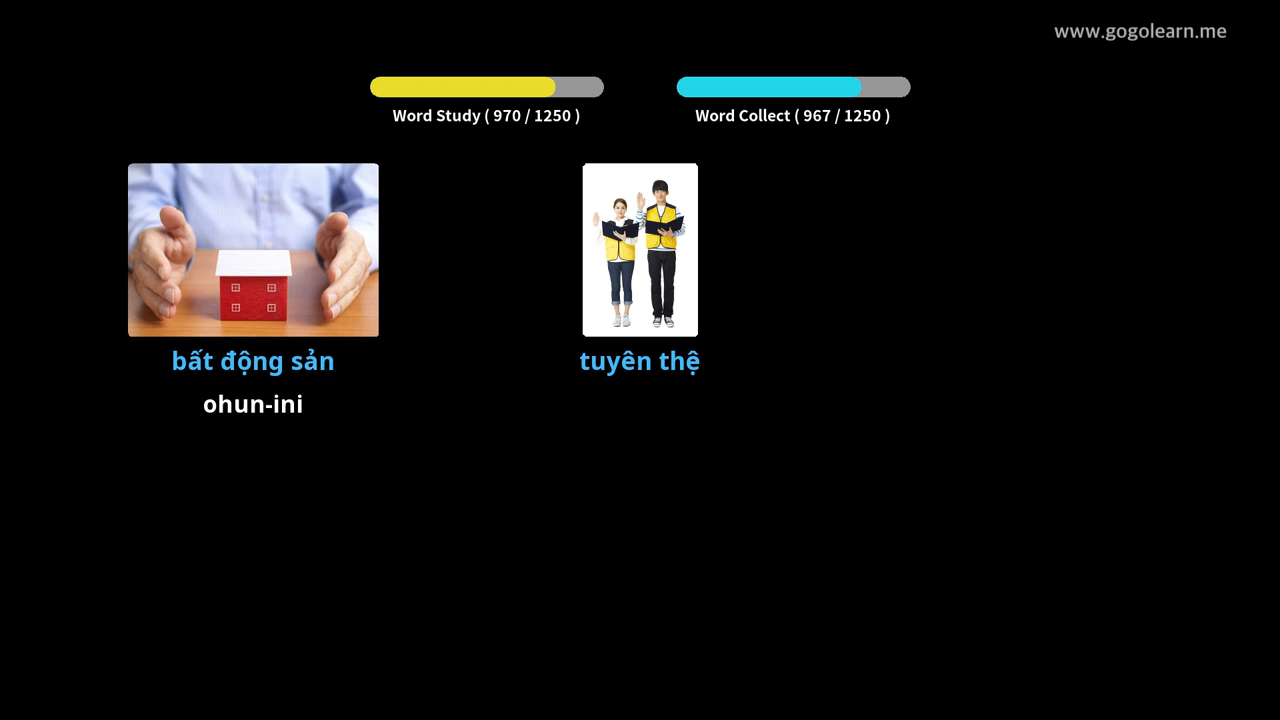 www.gogolearn.me
Word Study ( 970 / 1250 )
Word Collect ( 967 / 1250 )
bất động sản
ohun-ini
tuyên thệ